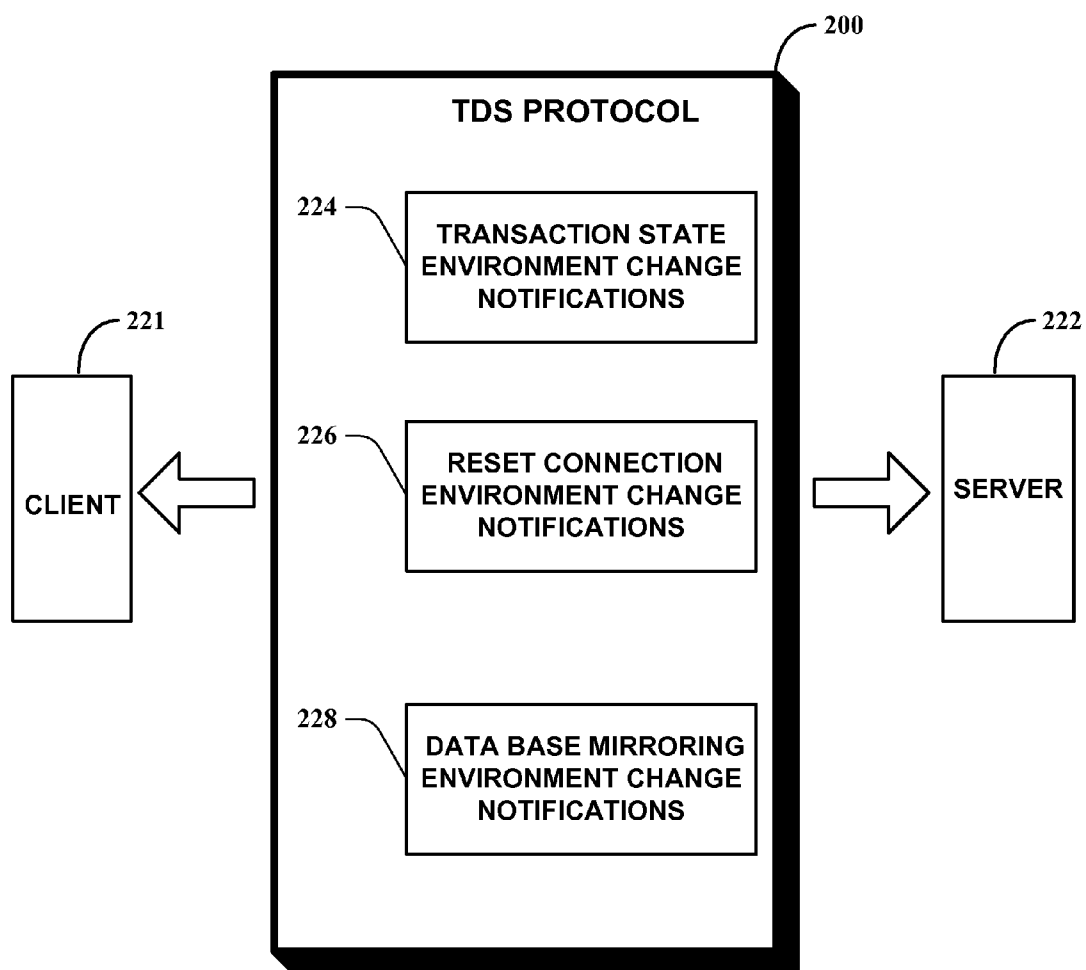 200
TDS PROTOCOL
224
TRANSACTION STATE
ENVIRONMENT CHANGE
NOTIFICATIONS
221
222
226
RESET CONNECTION
ENVIRONMENT CHANGE
NOTIFICATIONS
CLIENT
SERVER
228
DATA BASE MIRRORING
ENVIRONMENT CHANGE
NOTIFICATIONS